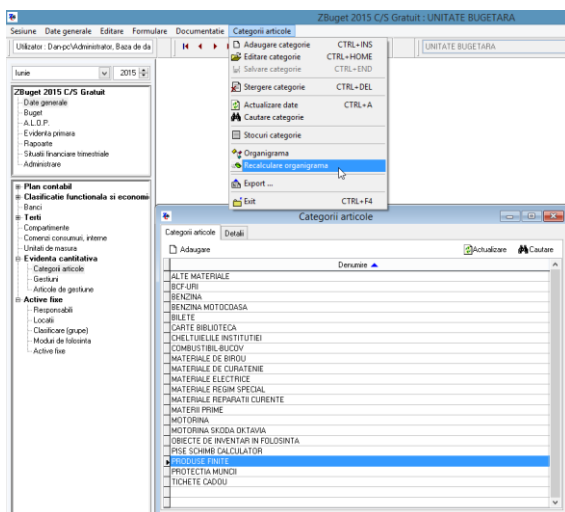 ZBuget 2015 C/S Gratuit : UNITATE BUGETARA
Sesiune Date generale Editare Formulare Documentatie Categorii articole
Utilizator : Dan-pc\Administrator, Baza de da
UNITATE BUGETARA
Adaugare categorie CTRL+INS
Editare categorie CTRL+HOME
Salvare categorie CTRL+END
Stergere categorie CTRL+DEL
Actualizare date CTRL+A
Cautare categorie
Stocuri categorie
Organigrama
Recalculare organigrama
Export ...
Exit CTRL+F4
Iunie 2015
ZBuget 2015 C/S Gratuit
Date generale
Buget
A.L.O.P.
Evidenta primara
Rapoarte
Situatii financiare trimestriale
Administrare
Plan contabil
Clasificatie functionala si economi
Banci
Terti
Compartimente
Comenzi consumuri, interne
Unitati de masura
Evidenta cantitativa
Categorii articole
Gestiuni
Articole de gestiune
Active fixe
Responsabili
Locatii
Clasificare (grupe)
Moduri de folosinta
Active fixe
Categorii articole
Categorii articole Detalii
Adaugare Actualizare Cautare
Denumire
ALTE MATERIALE
BCF-URI
BENZINA
BENZINA MOTOCOASA
BILETE
CARTE BIBLIOTECA
CHELTUIELILE INSTITUTIEI
COMBUSTIBIL-BUCOV
MATERIALE DE BIROU
MATERIALE DE CURATENIE
MATERIALE ELECTRICE
MATERIALE REGIM SPECIAL
MATERIALE REPARATII CURENTE
MATERII PRIME
MOTORINA
MOTORINA SKODA OKTAVIA
OBIECTE DE INVENTAR IN FOLOSINTA
PISE SCHIMB CALCULATOR
PRODUSE FINITE
PROTECTIA MUNCII
TICHETE CADOU